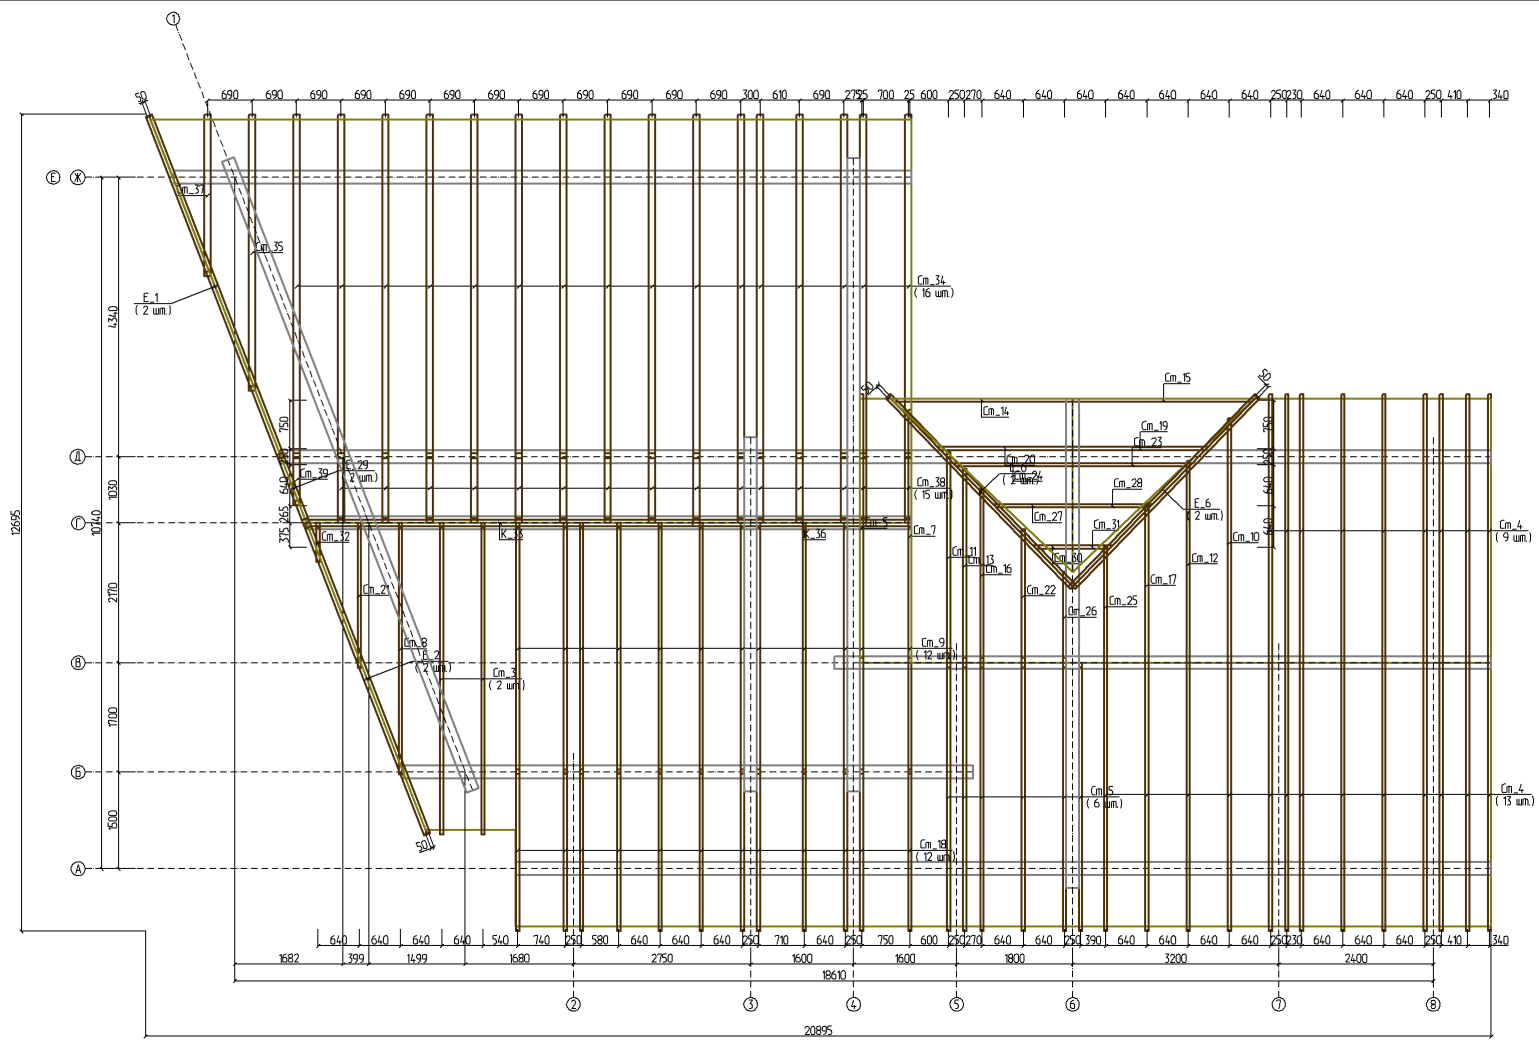 1
50
690 690 690 690 690 690 690 690 690 690 690 690 300 610 690 275 25 700 25 600 250 270 640 640 640 640 640 640 640 250 230 640 640 640 250 410 340
Е Ж
Ст_37
Ст_35
Е_1
( 2 шт.)
Ст_34
( 16 шт.)
4340
50
50
Ст_15
Ст_14
750
750
Ст_19
Ст_23
Д
Ст_20
250
Е_29
( 2 шт.)
Ст_39
( 2 шт.)
Ст_24
640
640
1030
Ст_38
( 15 шт.)
Ст_28
Е_6
( 2 шт.)
Ст_27
265
12695
10740
Г
375
Ст_32
К_33
К_36
Ст_5
Ст_7
Ст_31
Ст_30
640
Ст_4
( 9 шт.)
Ст_10
Ст_11
Ст_13
Ст_16
Ст_12
Ст_17
2170
Ст_21
Ст_22
Ст_25
Ст_26
Ст_8
Е_2
( 2 шт.)
Ст_9
( 12 шт.)
В
Ст_3
( 2 шт.)
1700
Б
Ст_5
( 6 шт.)
Ст_4
( 13 шт.)
1500
50
Ст_18
( 12 шт.)
А
640 640 640 640 540 740 250 580 640 640 640 250 710 640 250 750 600 250 270 640 640 250 390 640 640 640 640 250 230 640 640 640 250 410 340
1682 399 1499 1680 2750 1600 1600 1800 3200 2400
18610
2 3 4 5 6 7 8
20895